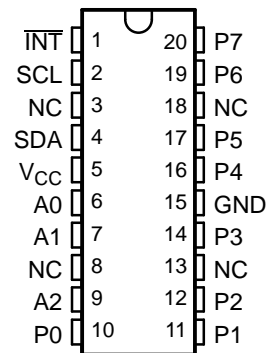 INT 1 20 P7
SCL 2 19 P6
NC 3 18 NC
SDA 4 17 P5
VCC 5 16 P4
A0 6 15 GND
A1 7 14 P3
NC 8 13 NC
A2 9 12 P2
P0 10 11 P1